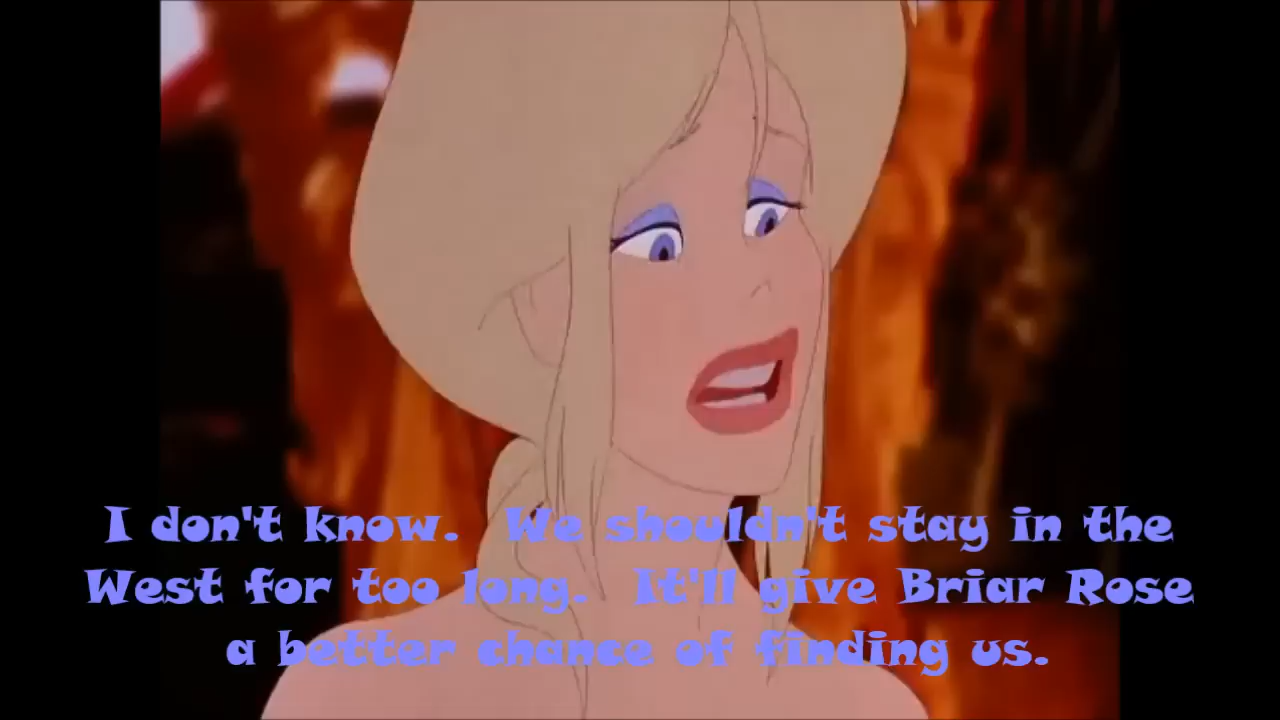 I don't know.  We shouldn't stay in the
West for too long.  It'll give Briar Rose
a better chance of finding us.